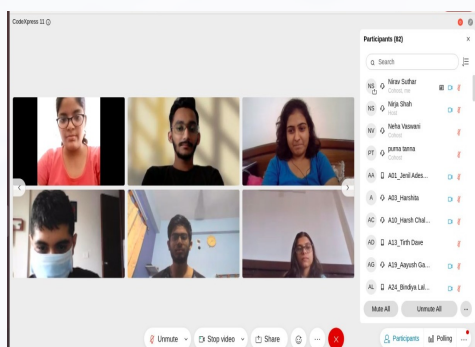 CodeXpress 11
Participants (82)
X
Search
NS Nirav Suthar
Cohost, me
NS Nirja Shah
Host
NV Neha Vaswani
Cohost
PT purna tanna
Cohost
AA A01_Jenil Ades...
A A03_Harshita
AC A10_Harsh Chal...
AD A13_Tirth Dave
AG A19_Aayush Ga...
AL A24_Bindiya Lal...
Mute All Unmute All ...
Unmute Stop video Share ... X Participants Polling ...